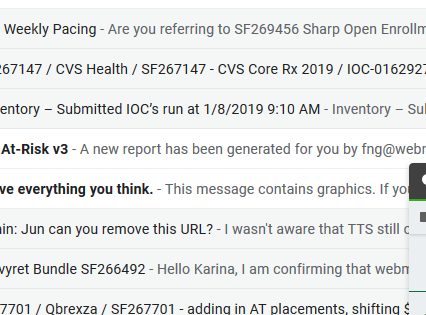 Weekly Pacing - Are you referring to SF269456 Sharp Open Enrollm
267147 / CVS Health / SF267147 - CVS Core Rx 2019 / IOC-0162927
entory – Submitted IOC's run at 1/8/2019 9:10 AM - Inventory – Sul
At-Risk v3 - A new report has been generated for you by fng@webm
ve everything you think. - This message contains graphics. If you
in: Jun can you remove this URL? - I wasn't aware that TTS still c
vyret Bundle SF266492 - Hello Karina, I am confirming that webm
7701 / Qbrexza / SF267701 - adding in AT placements, shifting $